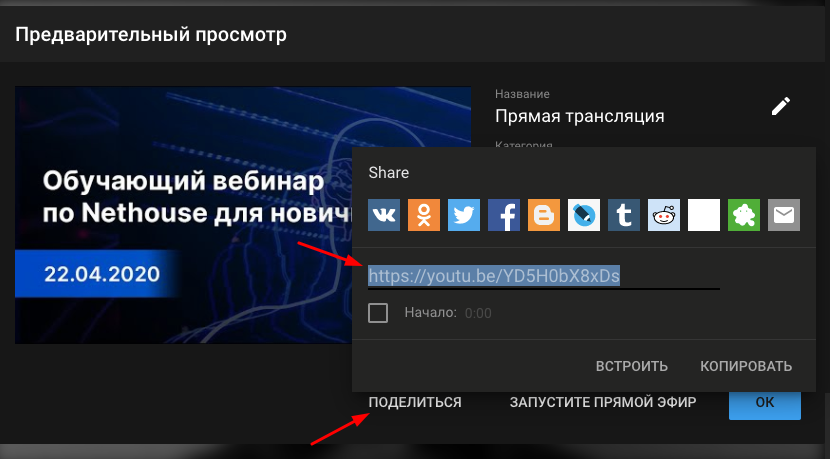 Предварительный просмотр
Название
Прямая трансляция
Категория
Обучающий вебинар
по Nethouse для нович
22.04.2020
Share
https://youtu.be/YD5H0bX8xDs
Начало: 0:00
ВСТРОИТЬ КОПИРОВАТЬ
ПОДЕЛИТЬСЯ ЗАПУСТИТЕ ПРЯМОЙ ЭФИР ОК